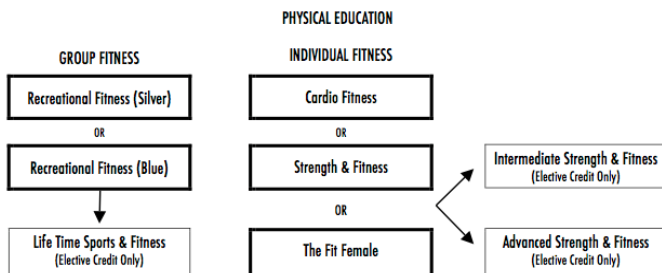 PHYSICAL EDUCATION
GROUP FITNESS
INDIVIDUAL FITNESS
Recreational Fitness (Silver)
Cardio Fitness
OR
OR
Recreational Fitness (Blue)
Strength & Fitness
Intermediate Strength & Fitness
(Elective Credit Only)
OR
Life Time Sports & Fitness
(Elective Credit Only)
The Fit Female
Advanced Strength & Fitness
(Elective Credit Only)